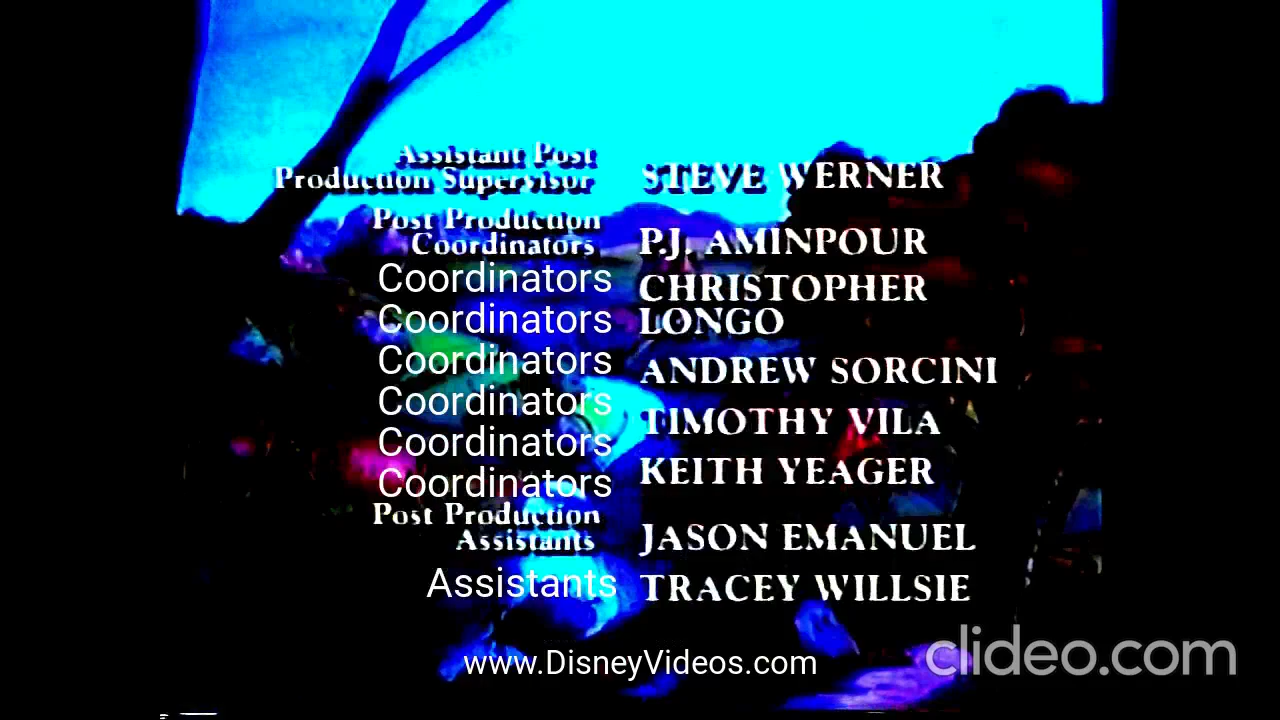 Assistant Post
Production Supervisor STEVE WERNER
Post Production
Coordinators P.J. AMINPOUR
Coordinators CHRISTOPHER
Coordinators LONGO
Coordinators ANDREW SORCINI
Coordinators TIMOTHY VILA
Coordinators KEITH YEAGER
Coordinators
Post Production
Assistants JASON EMANUEL
Assistants TRACEY WILLSIE
www.DisneyVideos.com
clideo.com